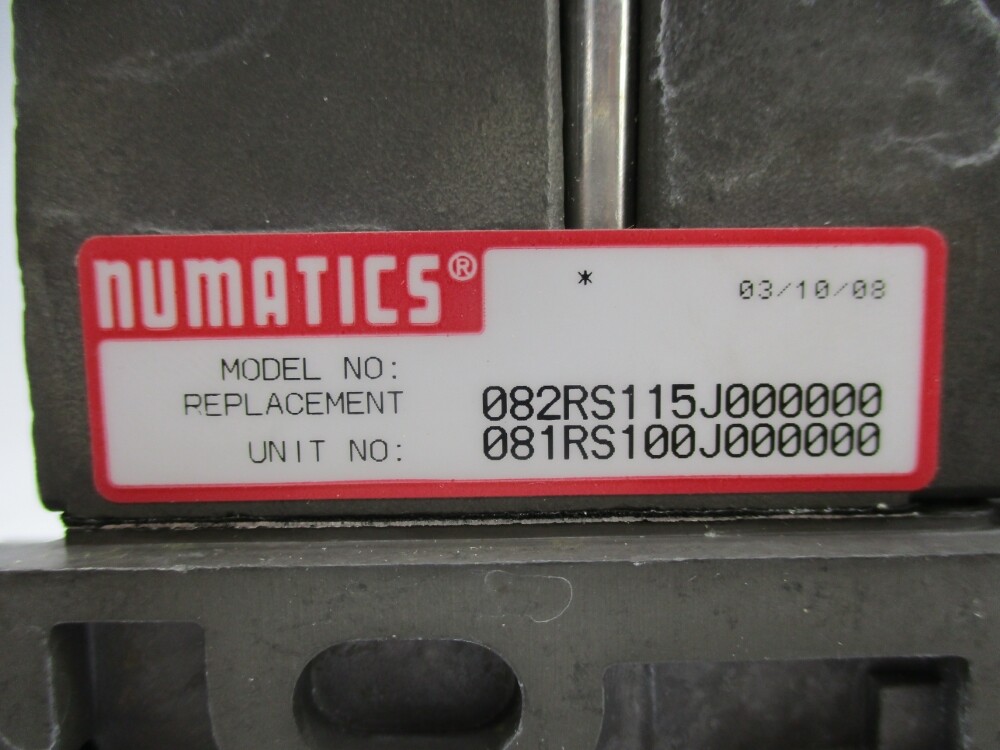 NUMATICS®
* 03/10/08
MODEL NO:
REPLACEMENT 082RS115J000000
UNIT NO: 081RS100J000000